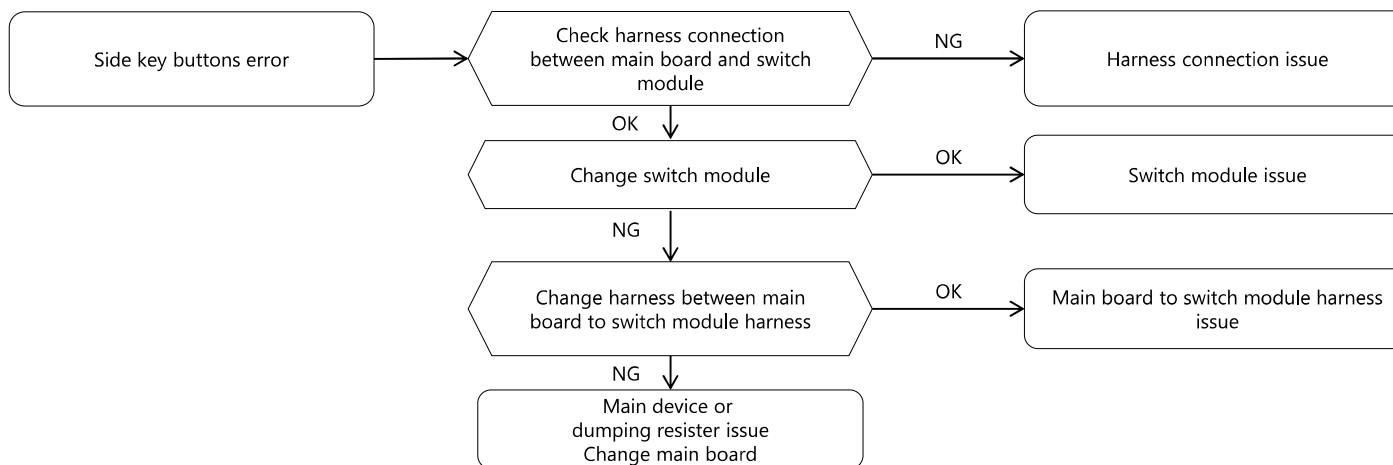 Side key buttons error
Check harness connection
between main board and switch
module
NG
Harness connection issue
OK
Change switch module
OK
Switch module issue
NG
Change harness between main
board to switch module harness
OK
Main board to switch module harness
issue
NG
Main device or
dumping resister issue
Change main board